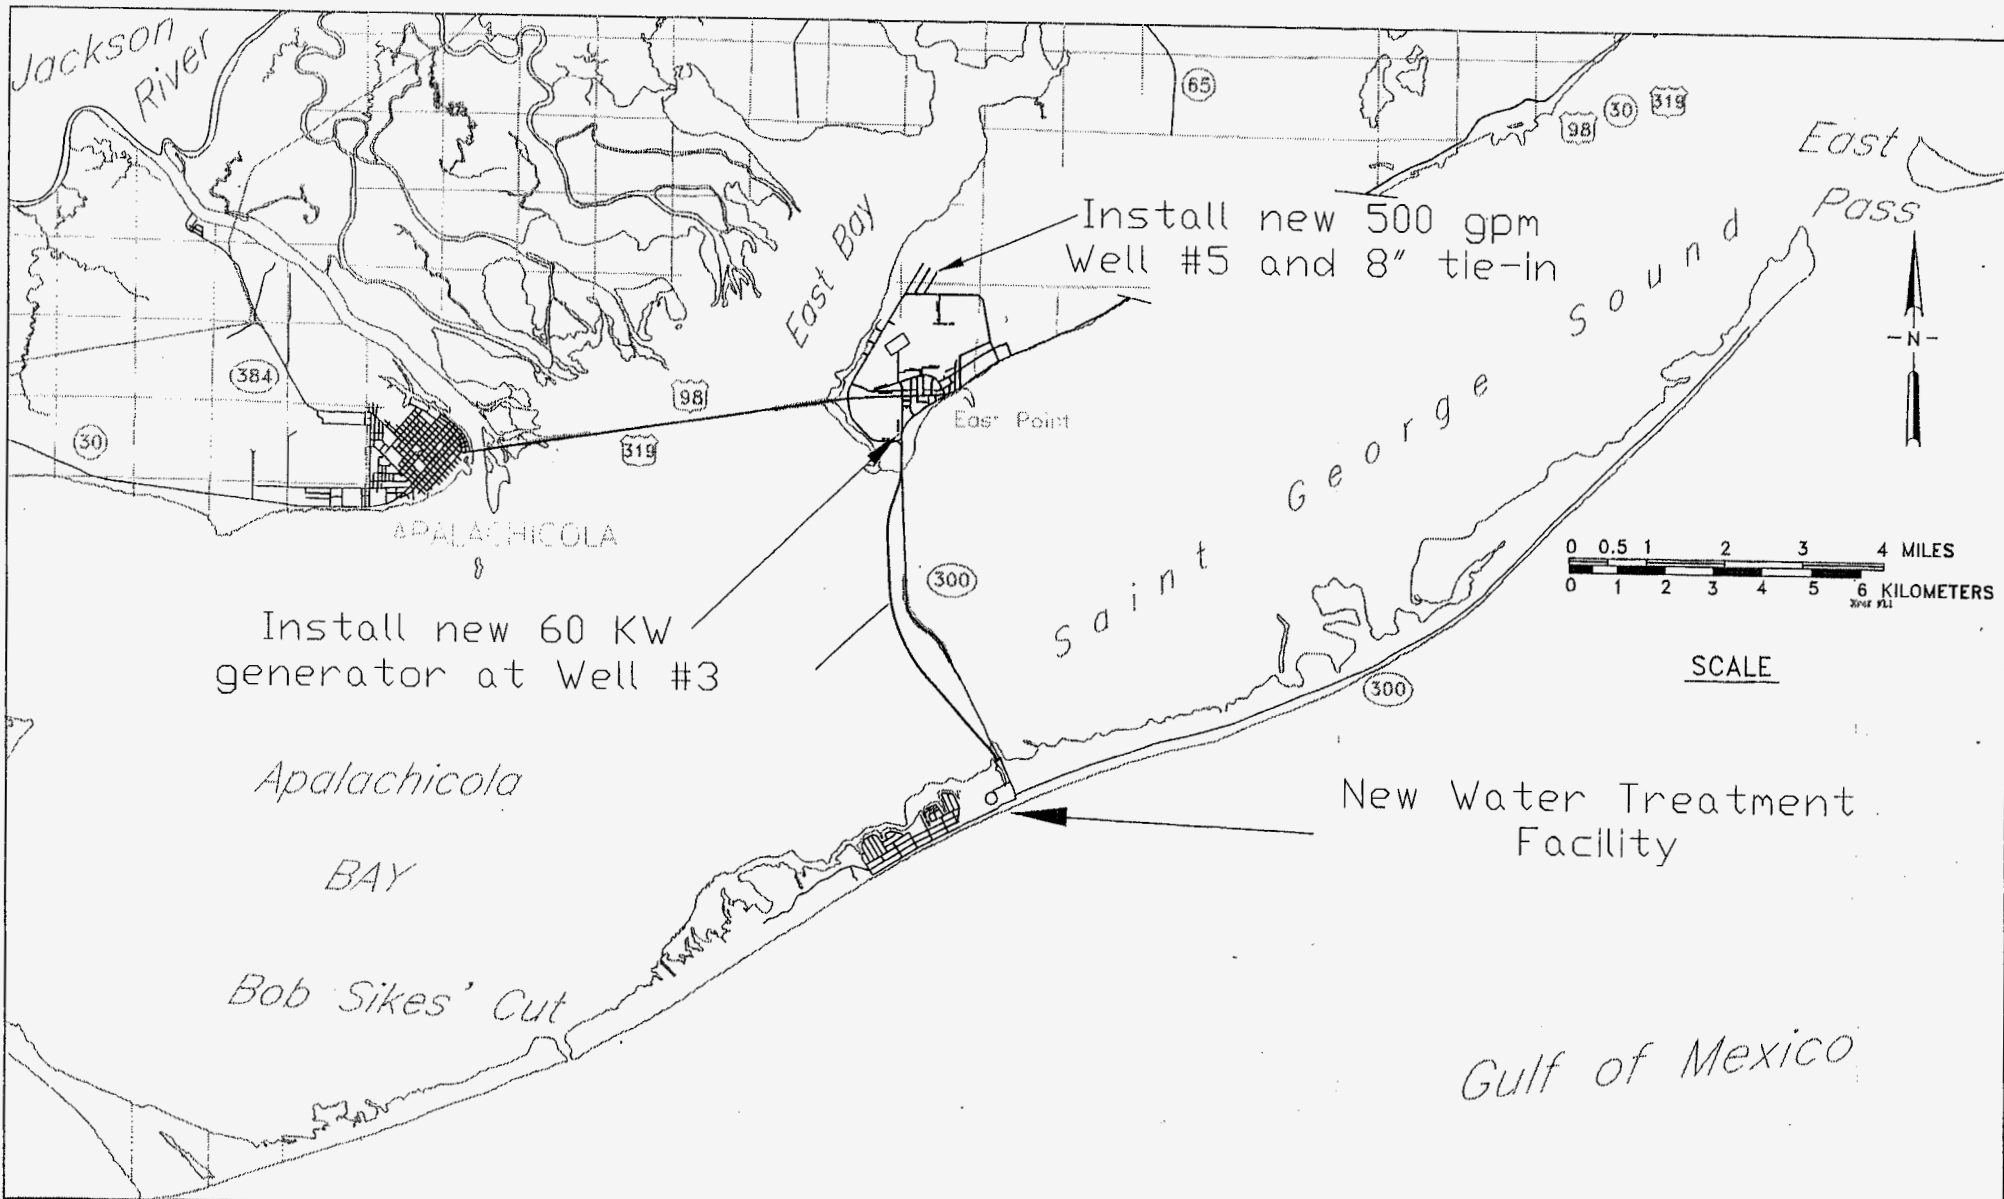 Jackson
River
65
98
30
319
East
Pass
Install new 500 gpm
Well #5 and 8" tie-in
East Bay
Saint George Sound
-N-
384
98
30
319
East Point
APALACHICOLA
300
0 0.5 1 2 3 4 MILES
0 1 2 3 4 5 6 KILOMETERS
SCALE
Install new 60 KW
generator at Well #3
300
Apalachicola
BAY
New Water Treatment
Facility
Bob Sikes' Cut
Gulf of Mexico